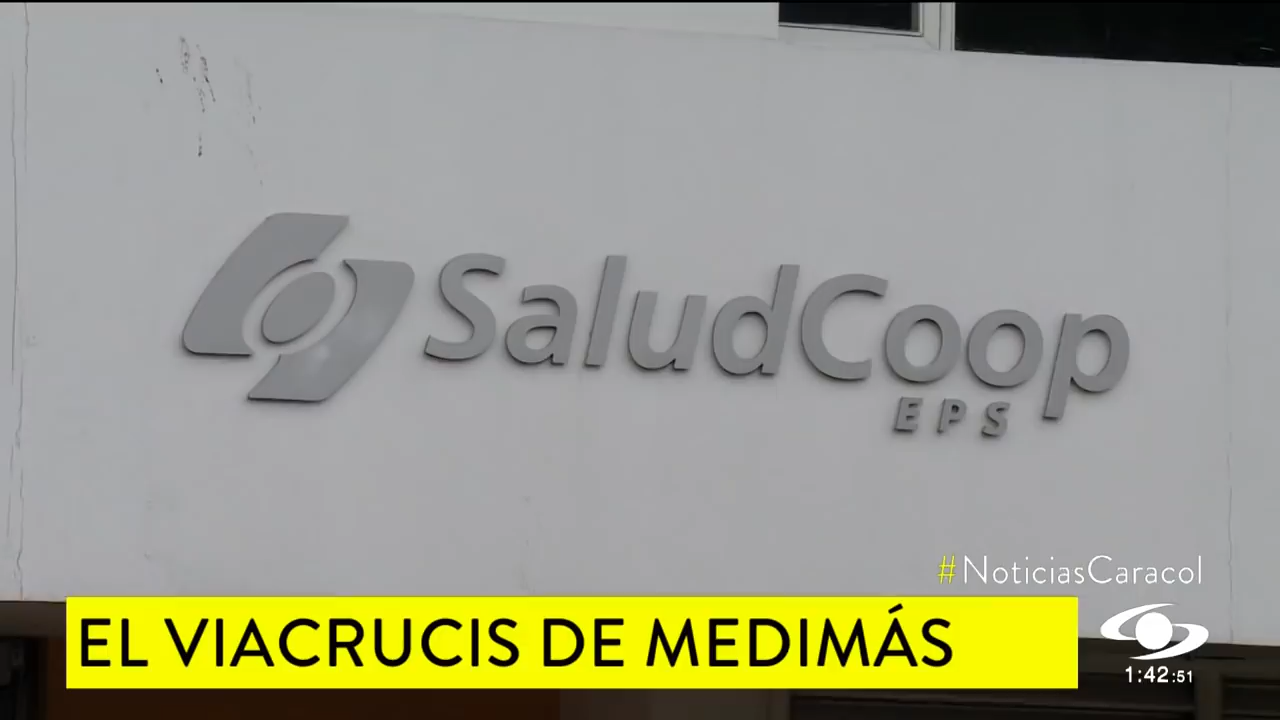 SaludCoop
EPS
#NoticiasCaracol
EL VIACRUCIS DE MEDIMÁS
1:42:51